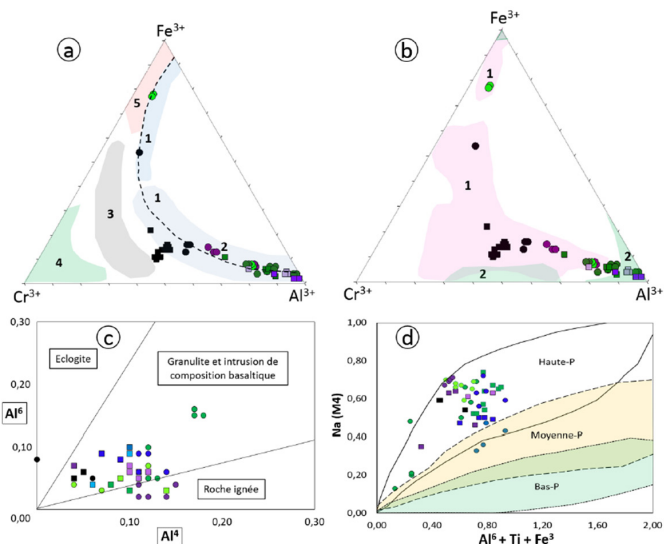 Fe3+
a
5
1
1
3
2
4
Cr3+
Al3+
Fe3+
b
1
1
2
2
Cr3+
Al3+
0,30
c
Eclogite
Granulite et intrusion de
composition basaltique
0,20
Al6
0,10
Roche ignée
0,00
0,10
0,20
0,30
Al4
1,00
d
0,80
Haute-P
0,60
Na (M4)
0,40
Moyenne-P
0,20
Bas-P
0,00
0,00
0,40
0,80
1,20
1,60
2,00
Al6 + Ti + Fe3